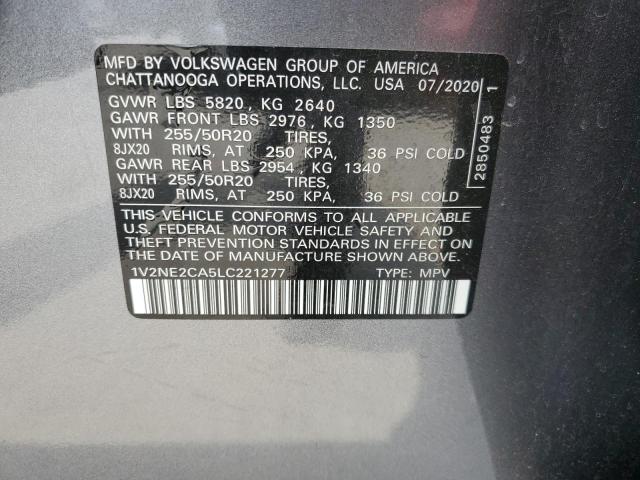 MFD BY VOLKSWAGEN GROUP OF AMERICA
CHATTANOOGA OPERATIONS, LLC. USA 07/2020
GVWR LBS 5820, KG 2640
GAWR FRONT LBS 2976, KG 1350
WITH 255/50R20 TIRES,
8JX20 RIMS, AT 250 KPA, 36 PSI COLD
GAWR REAR LBS 2954, KG 1340
WITH 255/50R20 TIRES,
8JX20 RIMS, AT 250 KPA, 36 PSI COLD
THIS VEHICLE CONFORMS TO ALL APPLICABLE
U.S. FEDERAL MOTOR VEHICLE SAFETY AND
THEFT PREVENTION STANDARDS IN EFFECT ON
THE DATE OF MANUFACTURE SHOWN ABOVE.
1V2NE2CA5LC221277 TYPE: MPV
2850483 1